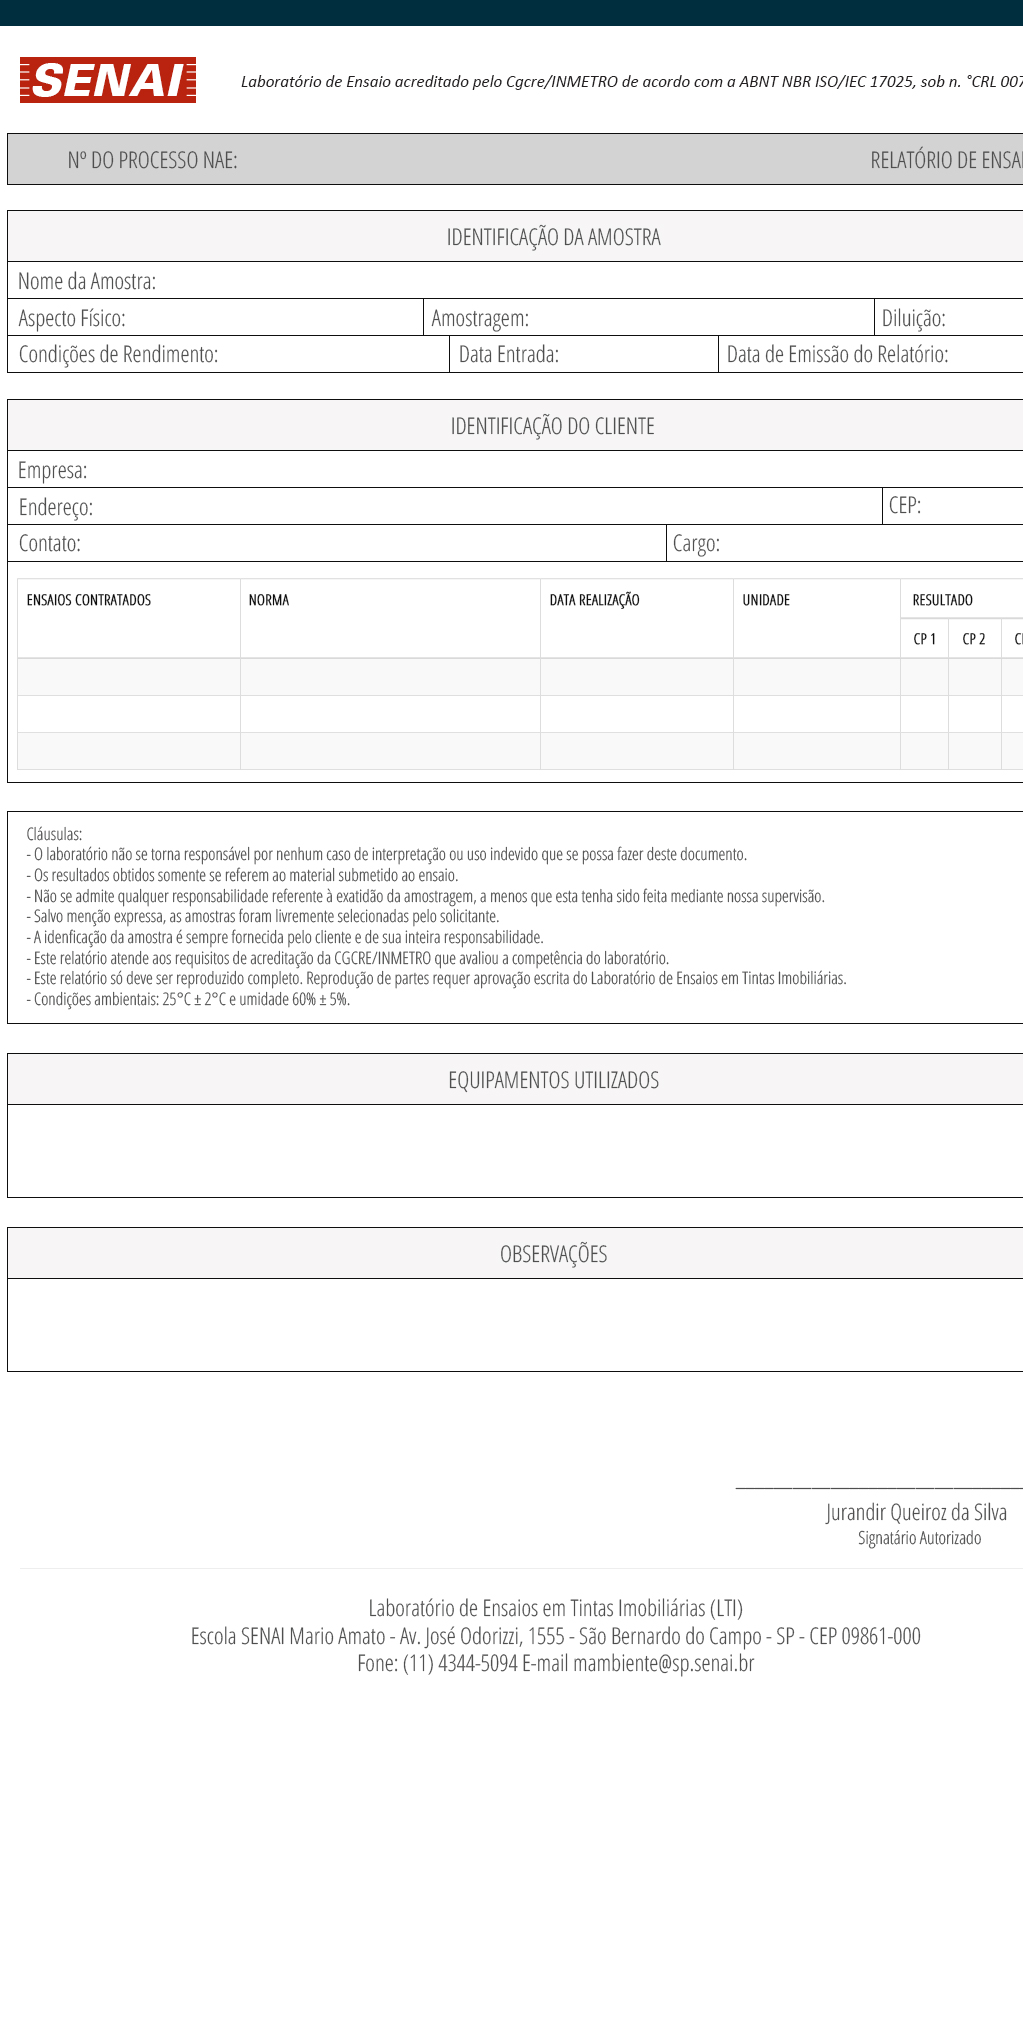 SENAI
Laboratório de Ensaio acreditado pelo Cgcre/INMETRO de acordo com a ABNT NBR ISO/IEC 17025, sob n. °CRL 007
Nº DO PROCESSO NAE: RELATÓRIO DE ENSAI
IDENTIFICAÇÃO DA AMOSTRA
Nome da Amostra:
Aspecto Físico: Amostragem: Diluição:
Condições de Rendimento: Data Entrada: Data de Emissão do Relatório:
IDENTIFICAÇÃO DO CLIENTE
Empresa:
Endereço: CEP:
Contato: Cargo:
ENSAIOS CONTRATADOS NORMA DATA REALIZAÇÃO UNIDADE RESULTADO
CP 1 CP 2
Cláusulas:
- O laboratório não se torna responsável por nenhum caso de interpretação ou uso indevido que se possa fazer deste documento.
- Os resultados obtidos somente se referem ao material submetido ao ensaio.
- Não se admite qualquer responsabilidade referente à exatidão da amostragem, a menos que esta tenha sido feita mediante nossa supervisão.
- Salvo menção expressa, as amostras foram livremente selecionadas pelo solicitante.
- A idenficação da amostra é sempre fornecida pelo cliente e de sua inteira responsabilidade.
- Este relatório atende aos requisitos de acreditação da CGCRE/INMETRO que avaliou a competência do laboratório.
- Este relatório só deve ser reproduzido completo. Reprodução de partes requer aprovação escrita do Laboratório de Ensaios em Tintas Imobiliárias.
- Condições ambientais: 25°C ± 2°C e umidade 60% ± 5%.
EQUIPAMENTOS UTILIZADOS
OBSERVAÇÕES
Jurandir Queiroz da Silva
Signatário Autorizado
Laboratório de Ensaios em Tintas Imobiliárias (LTI)
Escola SENAI Mario Amato - Av. José Odorizzi, 1555 - São Bernardo do Campo - SP - CEP 09861-000
Fone: (11) 4344-5094 E-mail mambiente@sp.senai.br